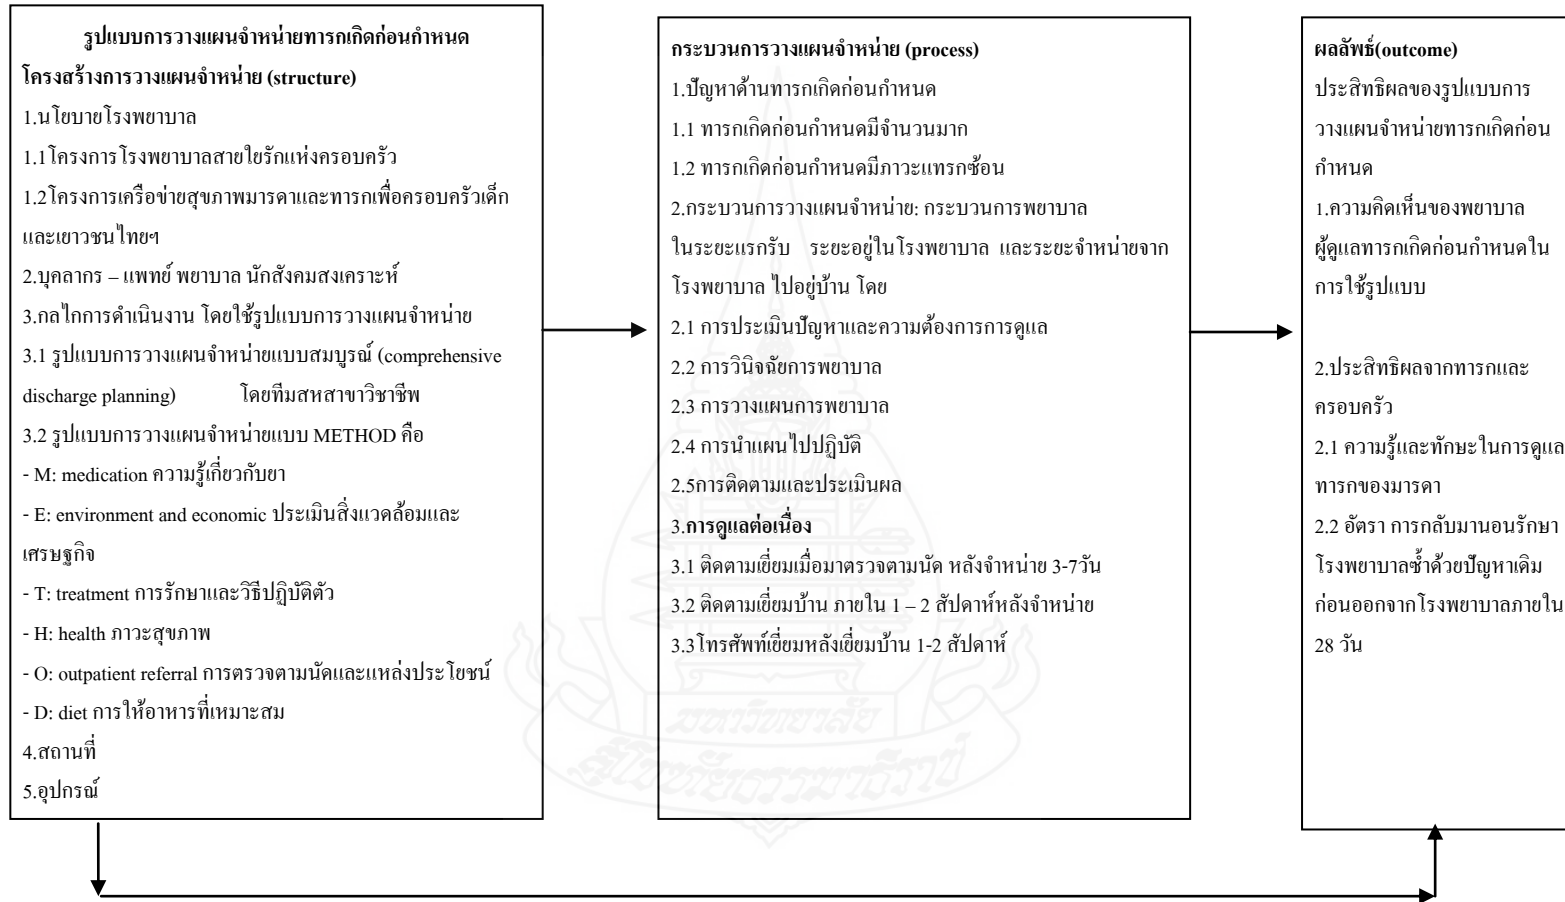 รูปแบบการวางแผนจำหน่ายทารกเกิดก่อนกำหนด
โครงสร้างการวางแผนจำหน่าย (structure)
1.นโยบายโรงพยาบาล
1.1โครงการโรงพยาบาลสายใยรักแห่งครอบครัว
1.2โครงการเครือข่ายสุขภาพมารดาและทารกเพื่อครอบครัวเด็ก
และเยาวชนไทยฯ
2.บุคลากร – แพทย์ พยาบาล นักสังคมสงเคราะห์
3.กลไกการดำเนินงาน โดยใช้รูปแบบการวางแผนจำหน่าย
3.1 รูปแบบการวางแผนจำหน่ายแบบสมบูรณ์ (comprehensive
discharge planning) โดยทีมสหสาขาวิชาชีพ
3.2 รูปแบบการวางแผนจำหน่ายแบบ METHOD คือ
- M: medication ความรู้เกี่ยวกับยา
- E: environment and economic ประเมินสิ่งแวดล้อมและ
เศรษฐกิจ
- T: treatment การรักษาและวิธีปฏิบัติตัว
- H: health ภาวะสุขภาพ
- O: outpatient referral การตรวจตามนัดและแหล่งประโยชน์
- D: diet การให้อาหารที่เหมาะสม
4.สถานที่
5.อุปกรณ์
กระบวนการวางแผนจำหน่าย (process)
1.ปัญหาด้านทารกเกิดก่อนกำหนด
1.1 ทารกเกิดก่อนกำหนดมีจำนวนมาก
1.2 ทารกเกิดก่อนกำหนดมีภาวะแทรกซ้อน
2.กระบวนการวางแผนจำหน่าย: กระบวนการพยาบาล
ในระยะแรกรับ ระยะอยู่ในโรงพยาบาล และระยะจำหน่ายจาก
โรงพยาบาล ไปอยู่บ้าน โดย
2.1 การประเมินปัญหาและความต้องการการดูแล
2.2 การวินิจฉัยการพยาบาล
2.3 การวางแผนการพยาบาล
2.4 การนำแผนไปปฏิบัติ
2.5การติดตามและประเมินผล
3.การดูแลต่อเนื่อง
3.1 ติดตามเยี่ยมเมื่อมาตรวจตามนัด หลังจำหน่าย 3-7วัน
3.2 ติดตามเยี่ยมบ้าน ภายใน 1 – 2 สัปดาห์หลังจำหน่าย
3.3โทรศัพท์เยี่ยมหลังเยี่ยมบ้าน 1-2 สัปดาห์
มหาวิทยาลัย
สุโขทัยธรรมาธิราช
ผลลัพธ์(outcome)
ประสิทธิผลของรูปแบบการ
วางแผนจำหน่ายทารกเกิดก่อน
กำหนด
1.ความคิดเห็นของพยาบาล
ผู้ดูแลทารกเกิดก่อนกำหนดใน
การใช้รูปแบบ
2.ประสิทธิผลจากทารกและ
ครอบครัว
2.1 ความรู้และทักษะในการดูแล
ทารกของมารดา
2.2 อัตรา การกลับมานอนรักษา
โรงพยาบาลซ้ำด้วยปัญหาเดิม
ก่อนออกจากโรงพยาบาลภายใน
28 วัน